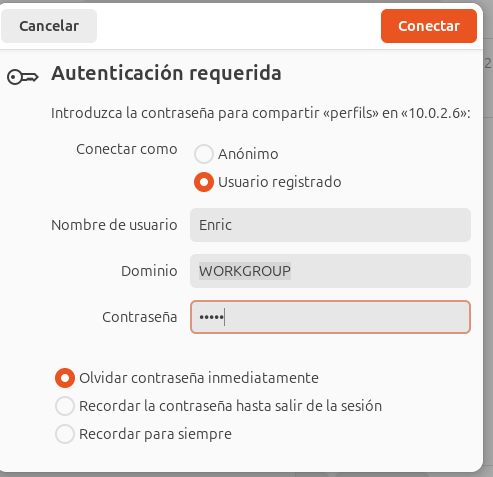 Cancelar
Conectar
Autenticación requerida
Introduzca la contraseña para compartir «perfils» en «10.0.2.6»:
Conectar como
Anónimo
Usuario registrado
Nombre de usuario Enric
Dominio WORKGROUP
Contraseña •••••
Olvidar contraseña inmediatamente
Recordar la contraseña hasta salir de la sesión
Recordar para siempre
2